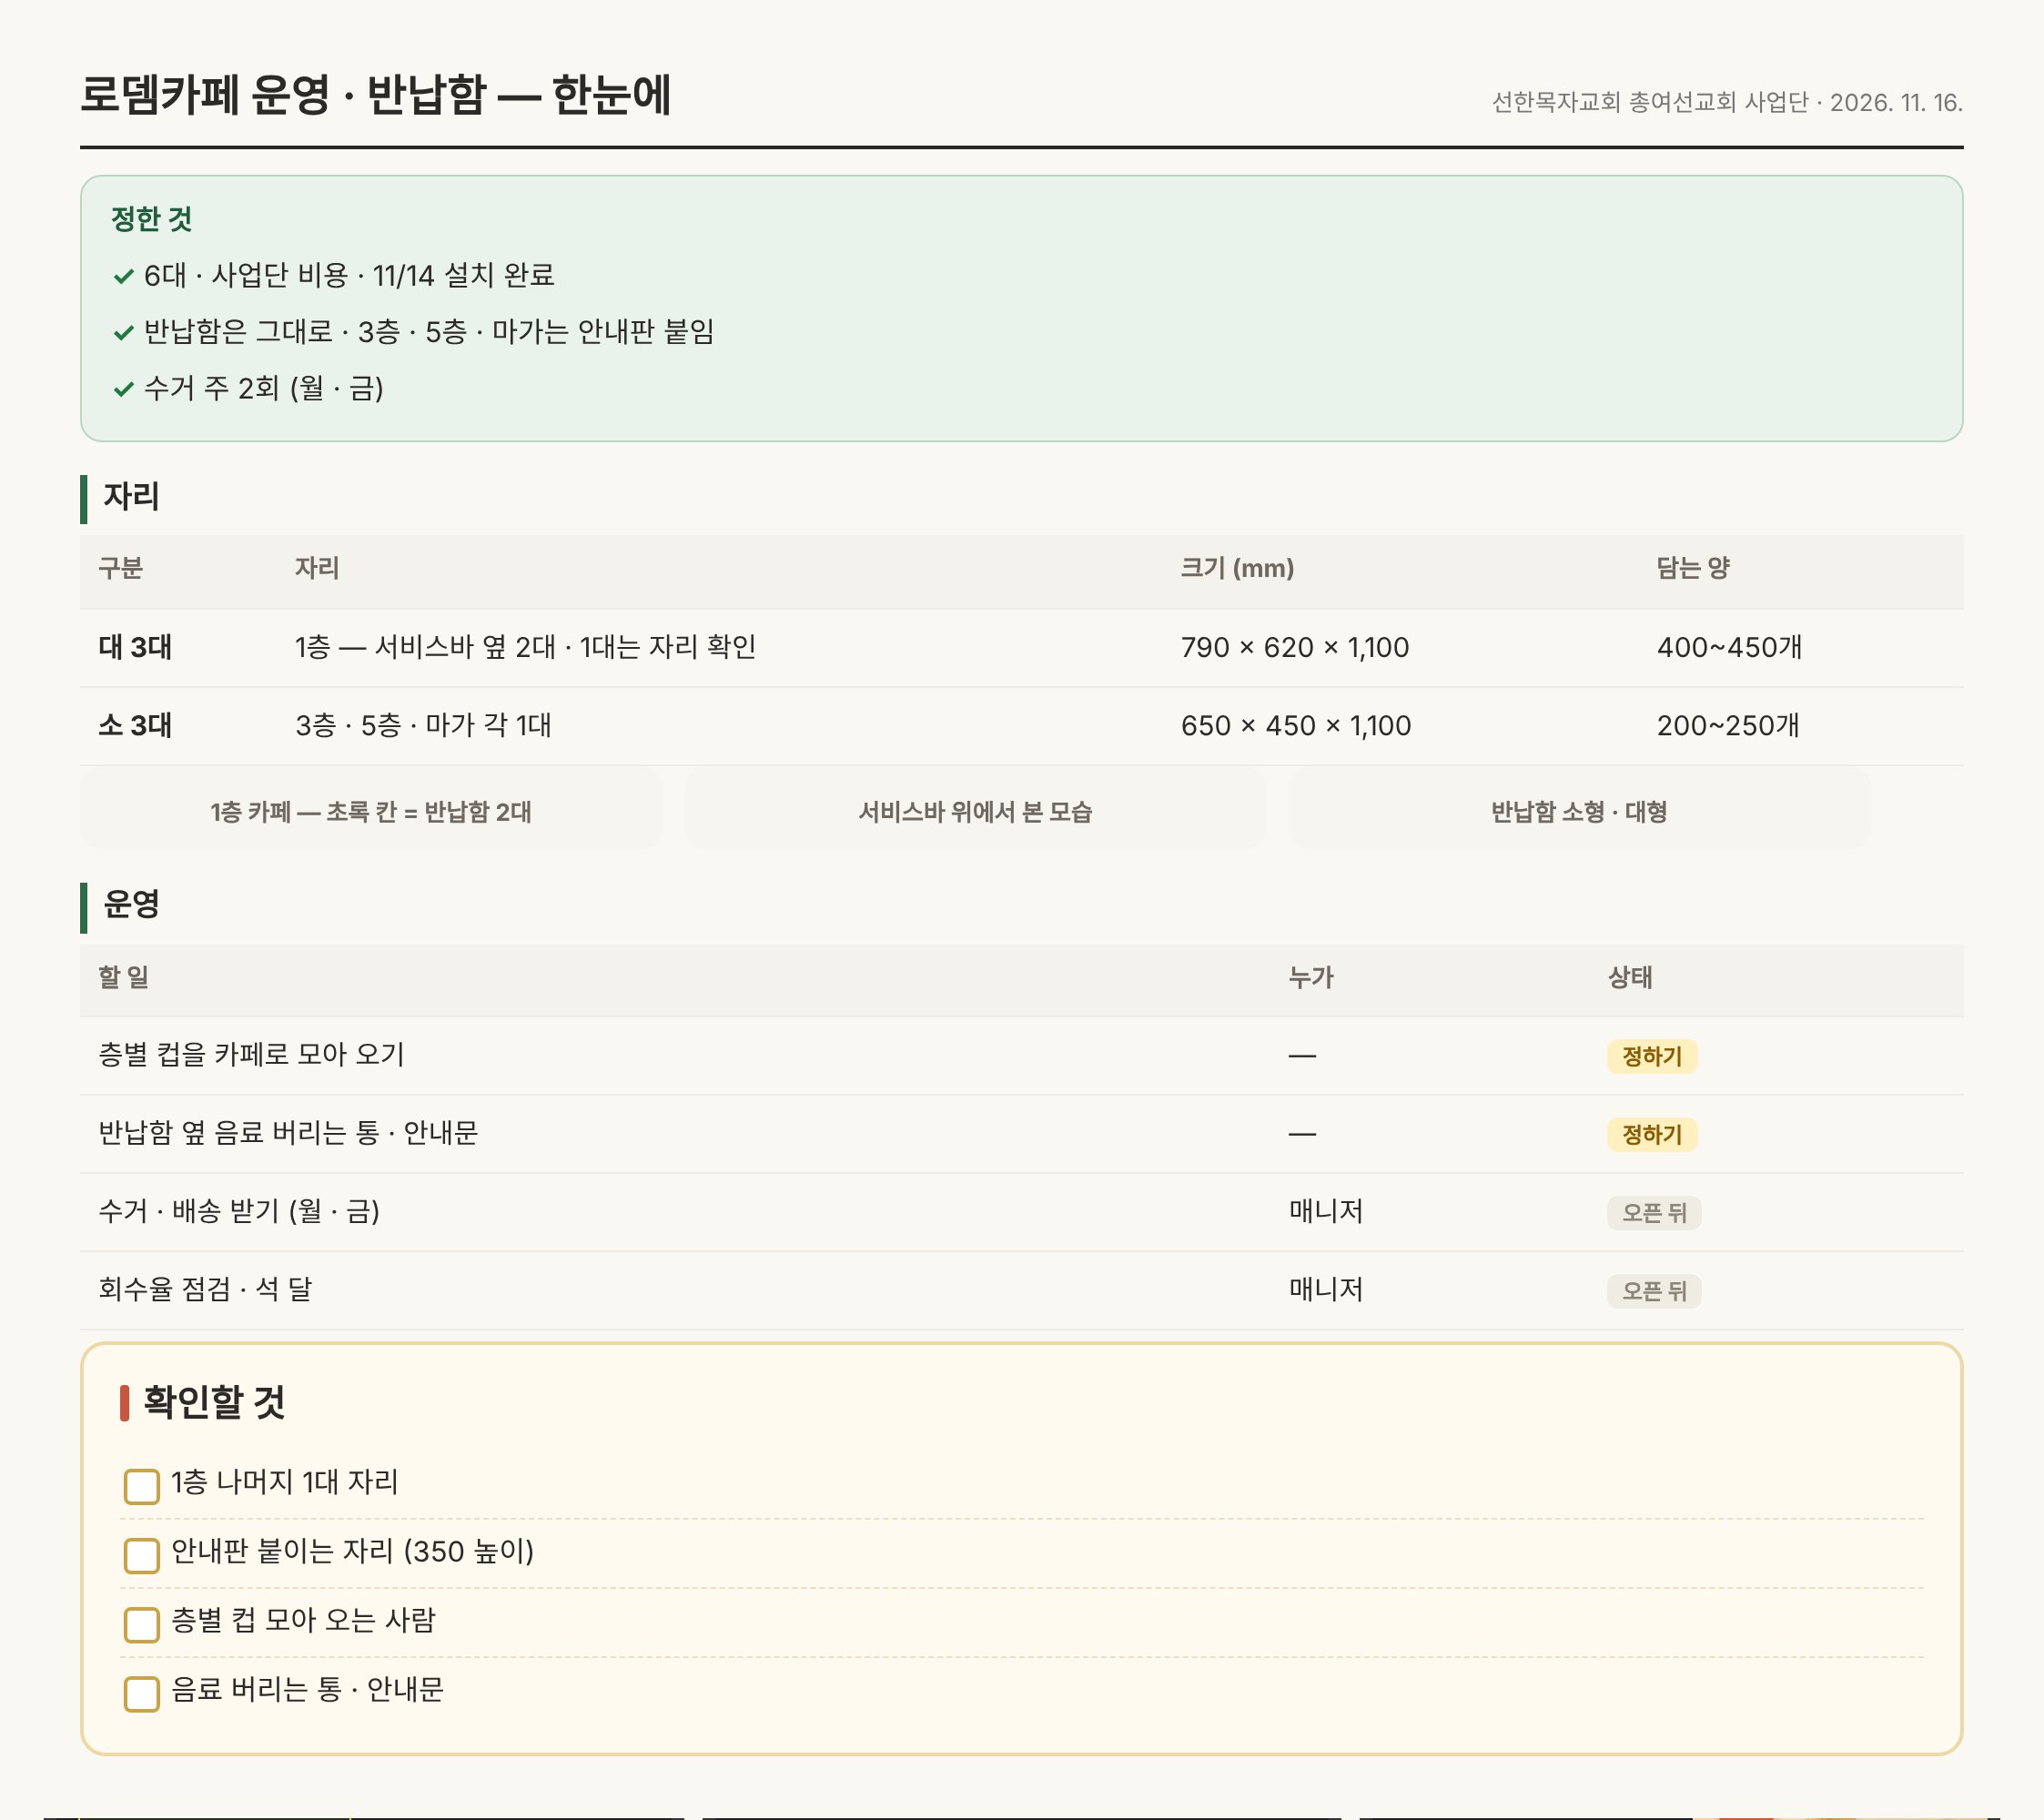 로뎀카페 운영 · 반납함 — 한눈에
선한목자교회 총여선교회 사업단 · 2026. 11. 16.
정한 것
✓ 6대 · 사업단 비용 · 11/14 설치 완료
✓ 반납함은 그대로 · 3층 · 5층 · 마가는 안내판 붙임
✓ 수거 주 2회 (월 · 금)
자리
구분 자리 크기 (mm) 담는 양
대 3대 1층 — 서비스바 옆 2대 · 1대는 자리 확인 790 × 620 × 1,100 400~450개
소 3대 3층 · 5층 · 마가 각 1대 650 × 450 × 1,100 200~250개
1층 카페 — 초록 칸 = 반납함 2대 서비스바 위에서 본 모습 반납함 소형 · 대형
운영
할 일 누가 상태
층별 컵을 카페로 모아 오기 — 정하기
반납함 옆 음료 버리는 통 · 안내문 — 정하기
수거 · 배송 받기 (월 · 금) 매니저 오픈 뒤
회수율 점검 · 석 달 매니저 오픈 뒤
확인할 것
1층 나머지 1대 자리
안내판 붙이는 자리 (350 높이)
층별 컵 모아 오는 사람
음료 버리는 통 · 안내문